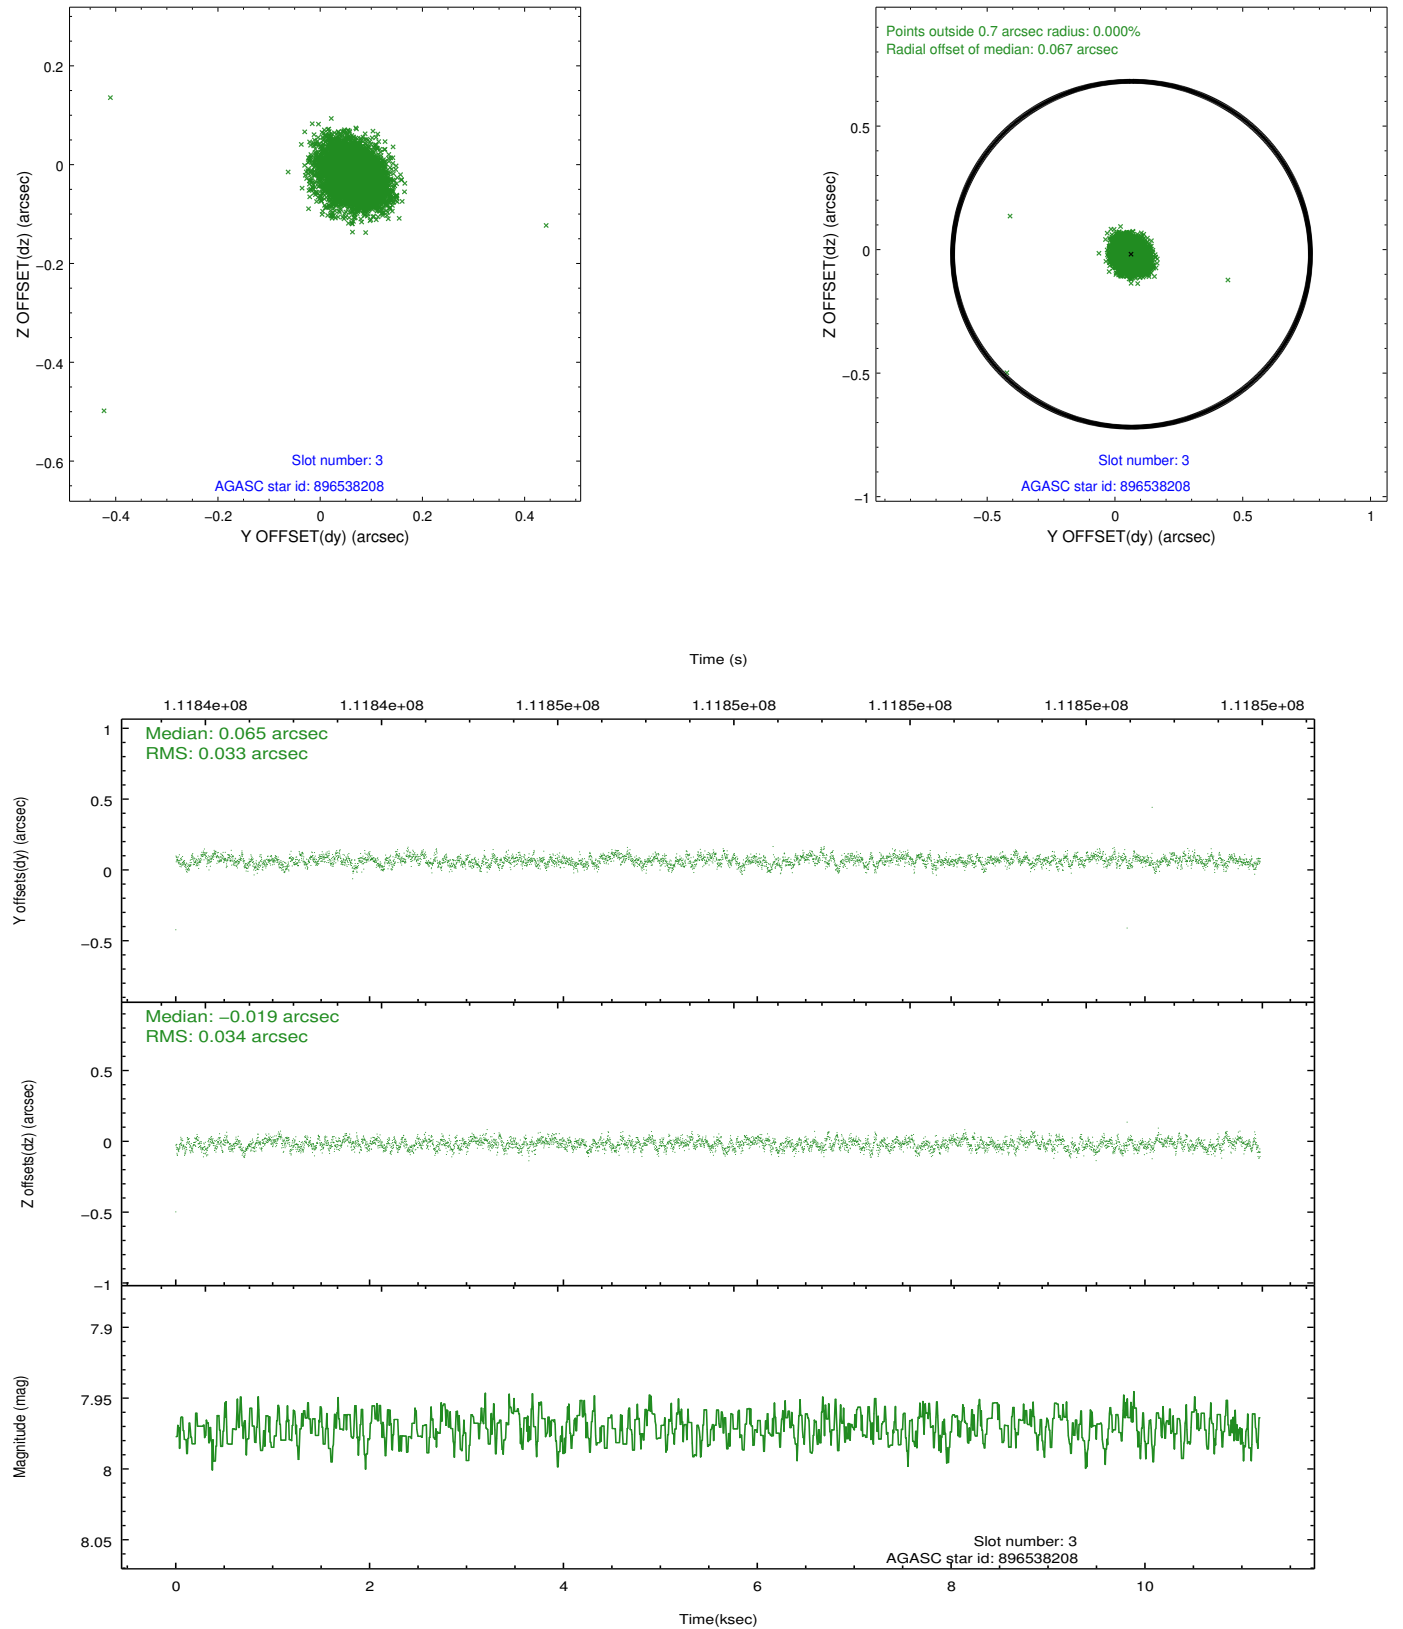 0.2
0
−0.2
−0.4
−0.6
Z OFFSET(dz) (arcsec)
Slot number: 3
AGASC star id: 896538208
−0.4 −0.2 0 0.2 0.4
Y OFFSET(dy) (arcsec)
Points outside 0.7 arcsec radius: 0.000%
Radial offset of median: 0.067 arcsec
0.5
0
−0.5
−1
Z OFFSET(dz) (arcsec)
Slot number: 3
AGASC star id: 896538208
−0.5 0 0.5 1
Y OFFSET(dy) (arcsec)
Time (s)
1.1184e+08 1.1184e+08 1.1185e+08 1.1185e+08 1.1185e+08 1.1185e+08 1.1185e+08
Median: 0.065 arcsec
RMS: 0.033 arcsec
1
0.5
0
−0.5
Y offsets(dy) (arcsec)
Median: −0.019 arcsec
RMS: 0.034 arcsec
0.5
0
−0.5
−1
Z offsets(dz) (arcsec)
7.9
7.95
8
8.05
Magnitude (mag)
Slot number: 3
AGASC star id: 896538208
0 2 4 6 8 10
Time(ksec)